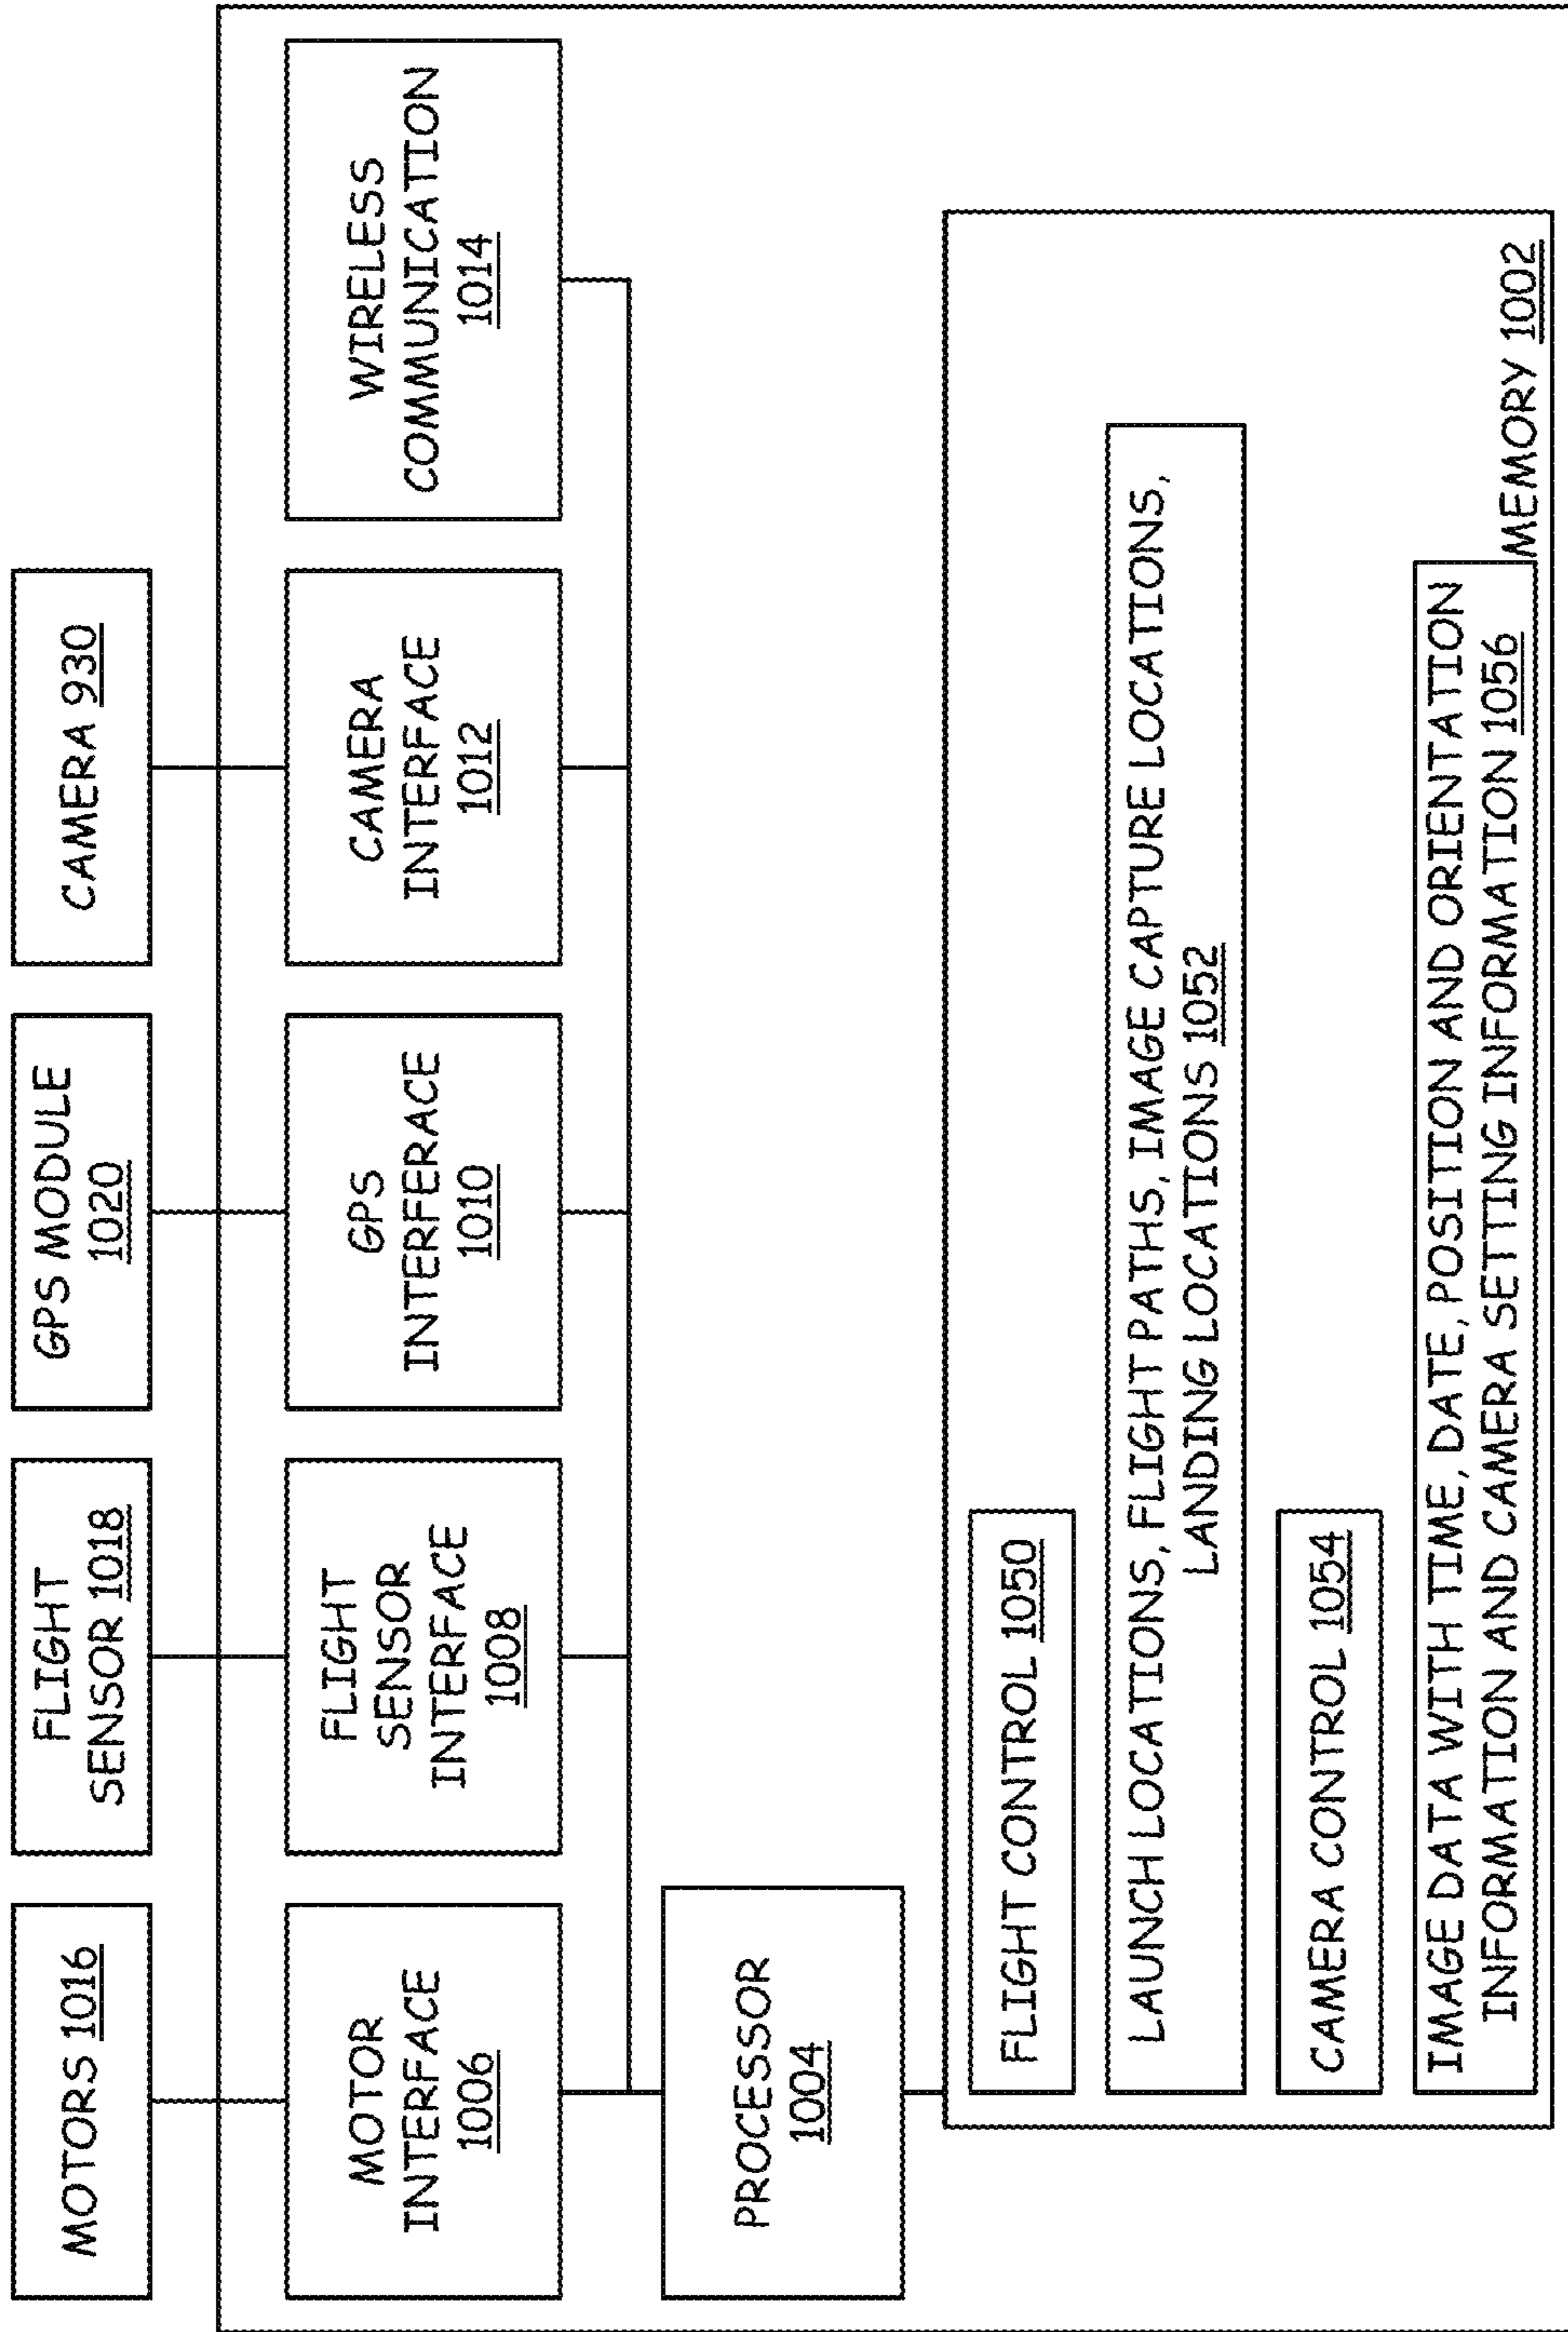 MOTORS 1016
FLIGHT
SENSOR 1018
GPS MODULE
1020
CAMERA 930
MOTOR
INTERFACE
1006
FLIGHT
SENSOR
INTERFACE
1008
GPS
INTERFERACE
1010
CAMERA
INTERFACE
1012
WIRELESS
COMMUNICATION
1014
PROCESSOR
1004
FLIGHT CONTROL 1050
LAUNCH LOCATIONS, FLIGHT PATHS, IMAGE CAPTURE LOCATIONS,
LANDING LOCATIONS 1052
CAMERA CONTROL 1054
IMAGE DATA WITH TIME, DATE, POSITION AND ORIENTATION
INFORMATION AND CAMERA SETTING INFORMATION 1056
MEMORY 1002